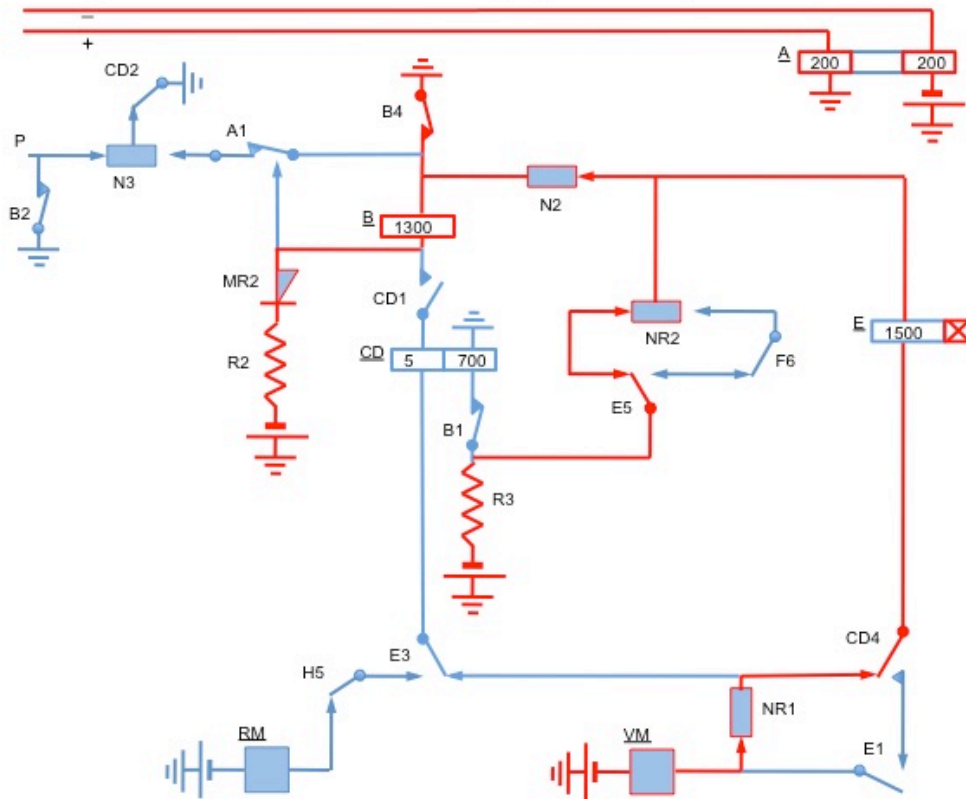 –
+
A
200
200
CD2
B4
P
A1
N3
B2
N2
B
1300
MR2
CD1
NR2
E
1500
CD
5
700
F6
R2
E5
B1
R3
E3
CD4
H5
NR1
RM
VM
E1